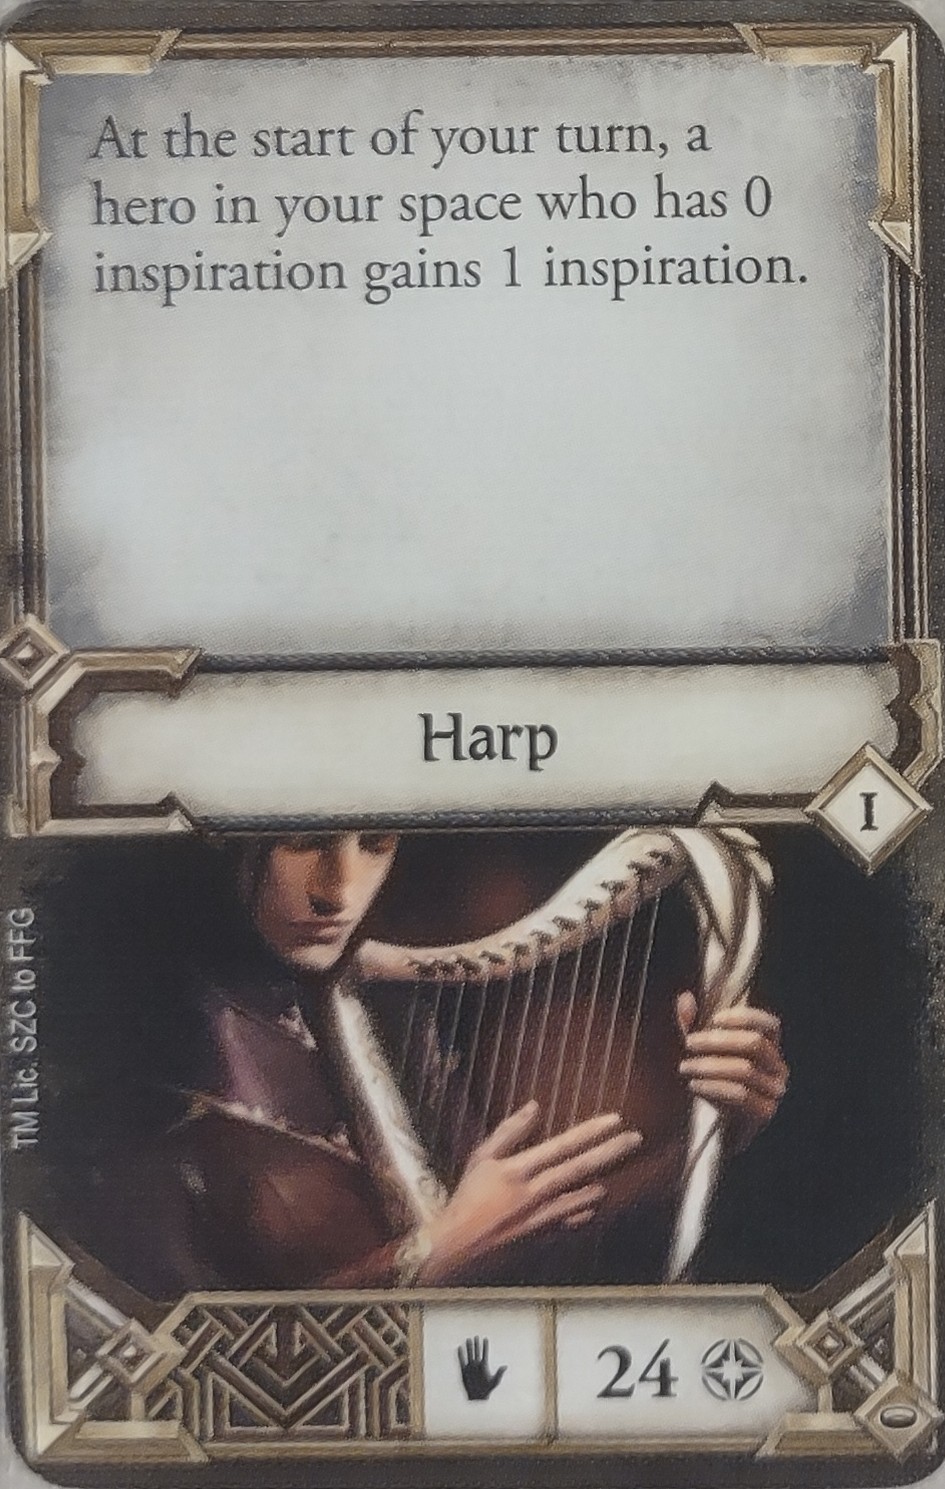 At the start of your turn, a
hero in your space who has 0
inspiration gains 1 inspiration.
Harp
I
TM Lic. SZC to FFG
24